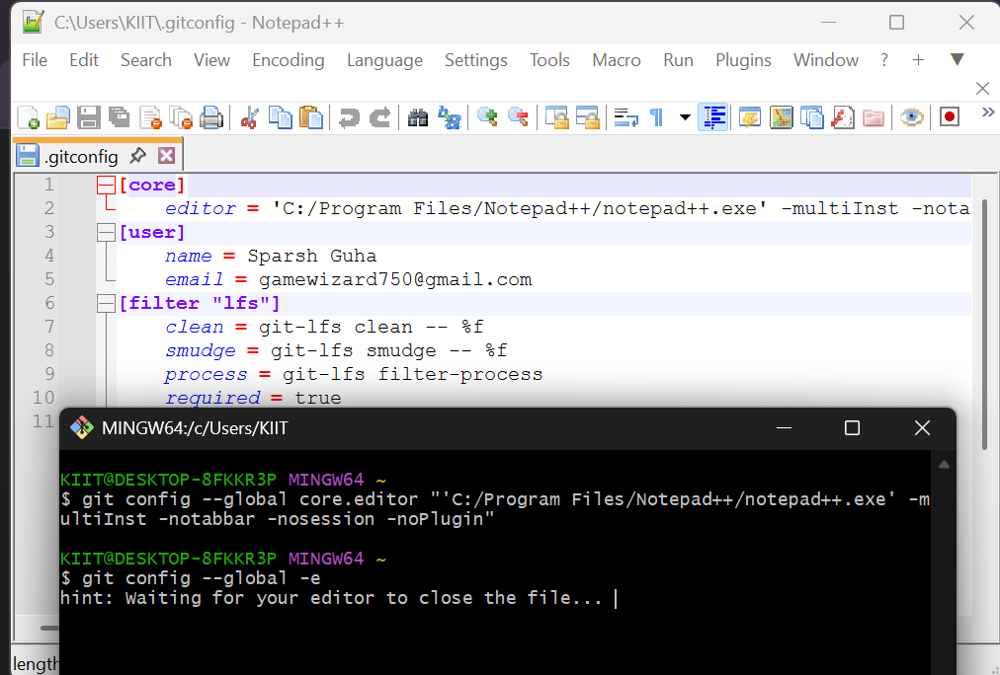 C:\Users\KIIT\.gitconfig - Notepad++
File Edit Search View Encoding Language Settings Tools Macro Run Plugins Window ?
.gitconfig
1 [core]
2 editor = 'C:/Program Files/Notepad++/notepad++.exe' -multiInst -nota
3 [user]
4 name = Sparsh Guha
5 email = gamewizard750@gmail.com
6 [filter "lfs"]
7 clean = git-lfs clean -- %f
8 smudge = git-lfs smudge -- %f
9 process = git-lfs filter-process
10 required = true
11
MINGW64:/c/Users/KIIT
KIIT@DESKTOP-8FKKR3P MINGW64 ~
$ git config --global core.editor "'C:/Program Files/Notepad++/notepad++.exe' -m
ultiInst -notabbar -nosession -noPlugin"
KIIT@DESKTOP-8FKKR3P MINGW64 ~
$ git config --global -e
hint: Waiting for your editor to close the file...
length